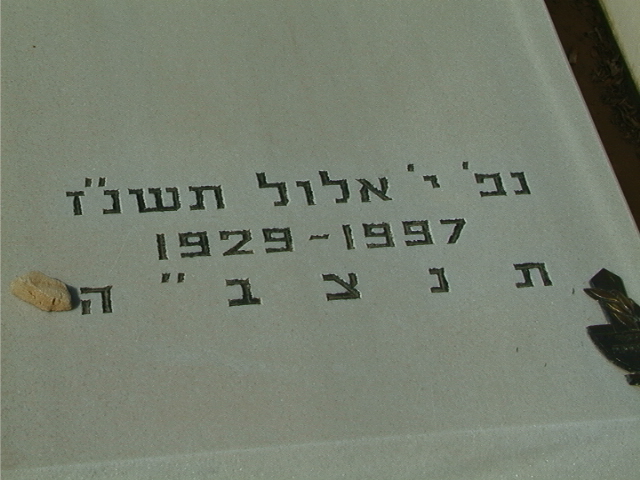 נפ' י' אלול תשנ"ז
1929-1997
ת נ צ ב " ה